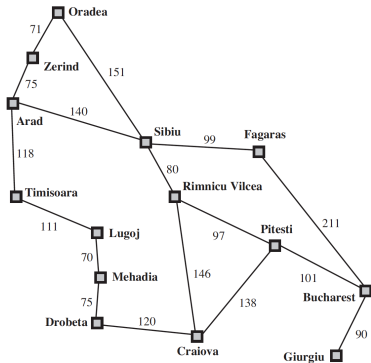 Oradea
71
Zerind
75
151
Arad
140
Sibiu
99
Fagaras
118
80
Timisoara
Rimnicu Vilcea
111
Lugoj
97
Pitesti
211
70
Mehadia
146
101
75
138
Bucharest
Drobeta
120
90
Craiova
Giurgiu